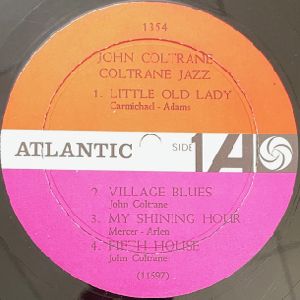 1354
JOHN COLTRANE
COLTRANE JAZZ
1. LITTLE OLD LADY
Carmichael - Adams
ATLANTIC SIDE 1 A
2. VILLAGE BLUES
John Coltrane
3. MY SHINING HOUR
Mercer - Arlen
4. FIFTH HOUSE
John Coltrane
(11597)